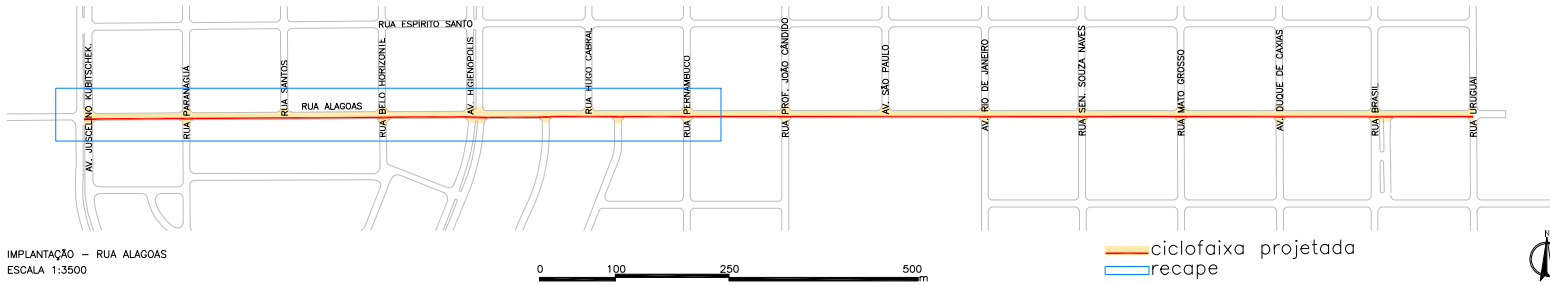 RUA ESPÍRITO SANTO
AV. JUSCELINO KUBITSCHEK.
RUA PARANAGUA
RUA SANTOS
RUA BELO HORIZONTE
AV. HIGIENOPOLIS
RUA HUGO CABRAL
RUA PERNAMBUCO
RUA PROF. JOÃO CÂNDIDO
AV. SÃO PAULO
AV. RIO DE JANEIRO
RUA SEN. SOUZA NAVES
RUA MATO GROSSO
AV. DUQUE DE CAXIAS
RUA BRASIL
RUA URUGUAI
RUA ALAGOAS
IMPLANTAÇÃO – RUA ALAGOAS
ESCALA 1:3500
0 100 250 500
m
ciclofaixa projetada
recape
N